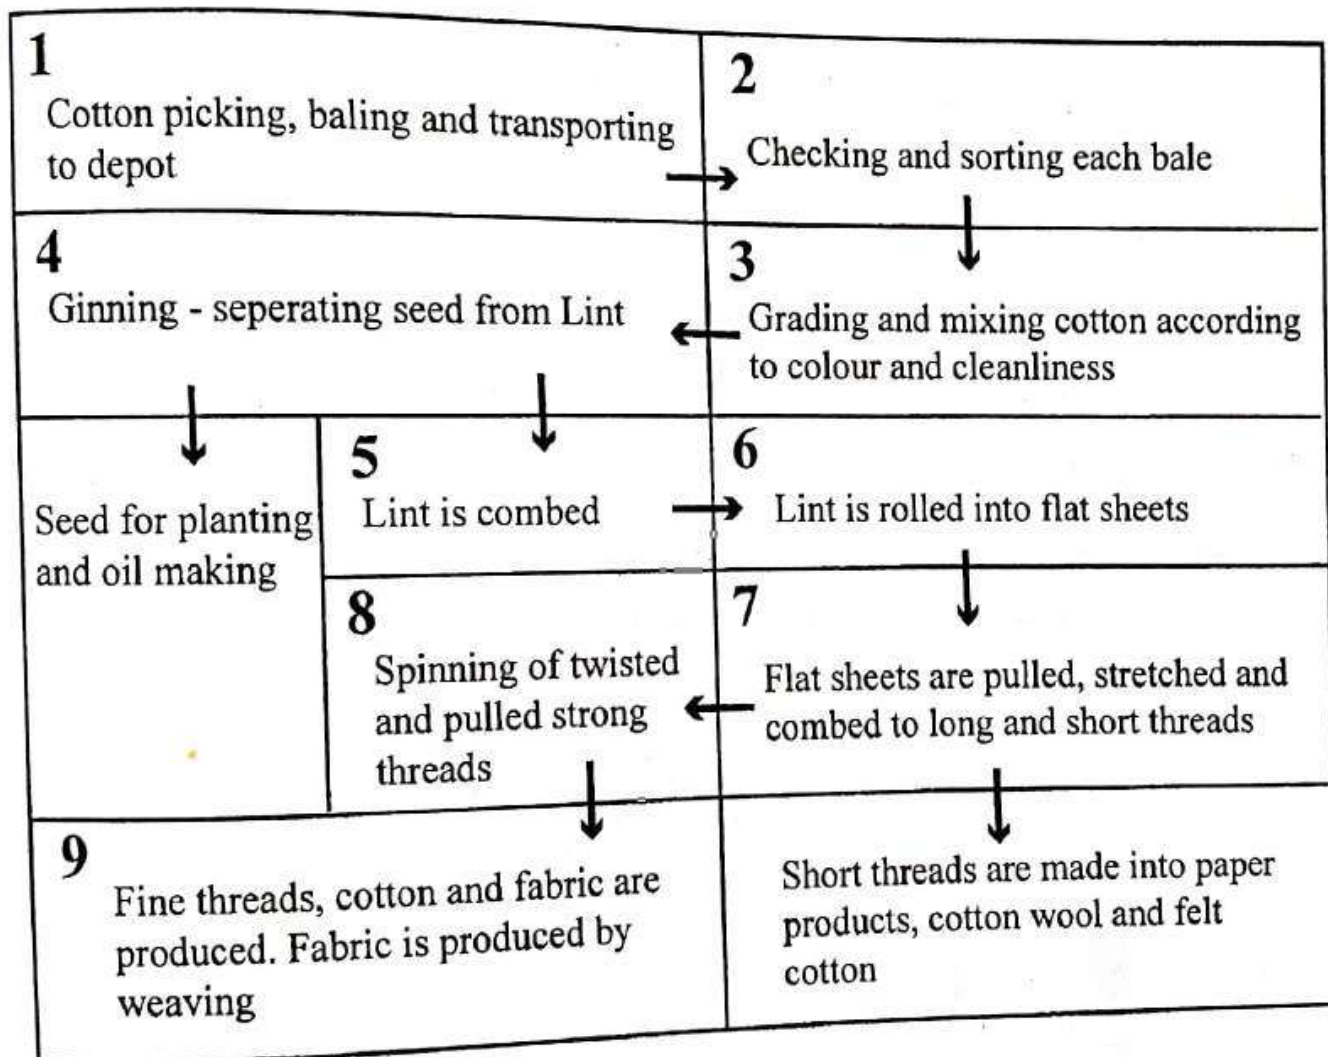 1
Cotton picking, baling and transporting
to depot
2
Checking and sorting each bale
3
Grading and mixing cotton according
to colour and cleanliness
4
Ginning - seperating seed from Lint
Seed for planting
and oil making
5
Lint is combed
6
Lint is rolled into flat sheets
7
Flat sheets are pulled, stretched and
combed to long and short threads
8
Spinning of twisted
and pulled strong
threads
9
Fine threads, cotton and fabric are
produced. Fabric is produced by
weaving
Short threads are made into paper
products, cotton wool and felt
cotton